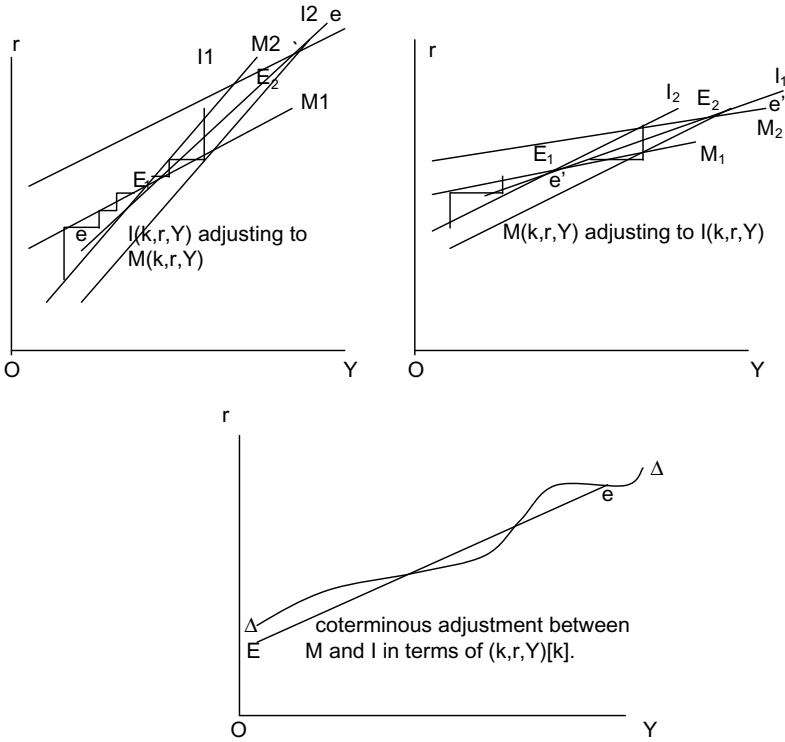 r
I1
M2
I2 e
E2
M1
E1
e
I(k,r,Y) adjusting to
M(k,r,Y)
O
Y
r
I2
E2
I1
e'
M2
E1
M1
e'
M(k,r,Y) adjusting to I(k,r,Y)
O
Y
r
Δ
e
Δ
coterminous adjustment between
E
M and I in terms of (k,r,Y)[k].
O
Y